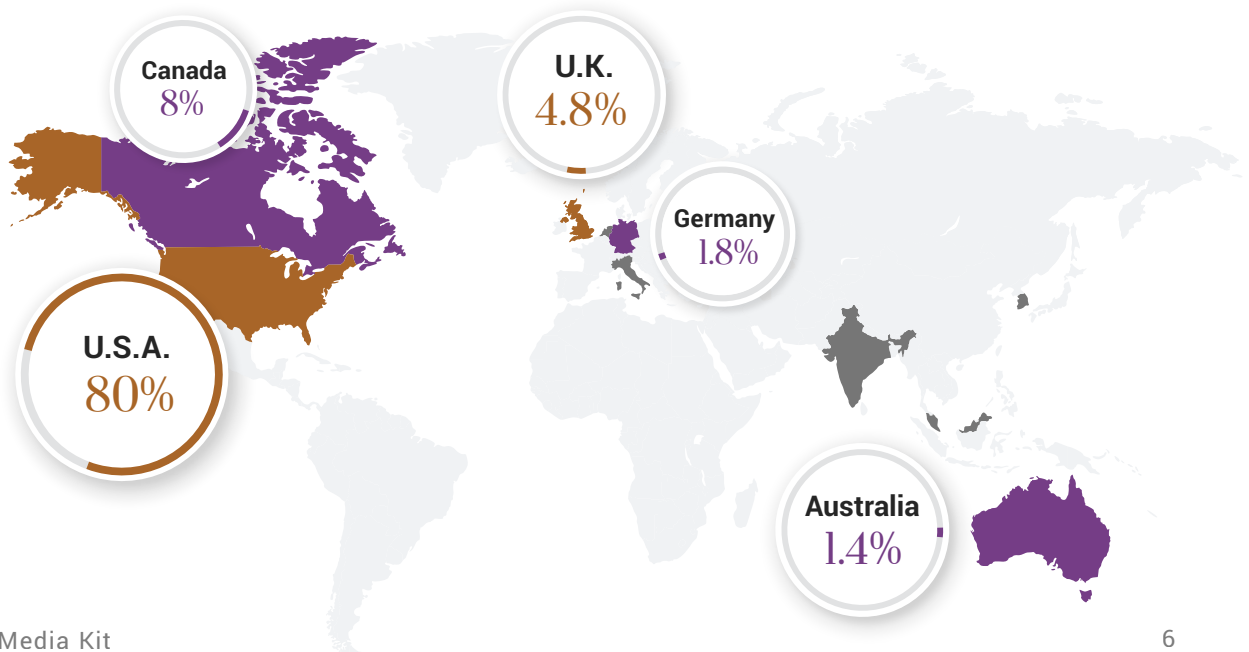 Canada
8%
U.K.
4.8%
Germany
1.8%
U.S.A.
80%
Australia
1.4%
Media Kit
6